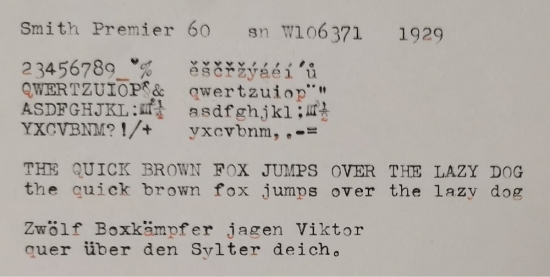 Smith Premier 60 sn W106371 1929
23456789_ˇ% ěščřžýáéí´ů
QWERTZUIOP & qwertzuiop¨"
ASDFGHJKL: asdfghjkl;
YXCVBNM?!/+ yxcvbnm,.-=
THE QUICK BROWN FOX JUMPS OVER THE LAZY DOG
the quick brown fox jumps over the lazy dog
Zwölf Boxkämpfer jagen Viktor
quer über den Sylter deich.